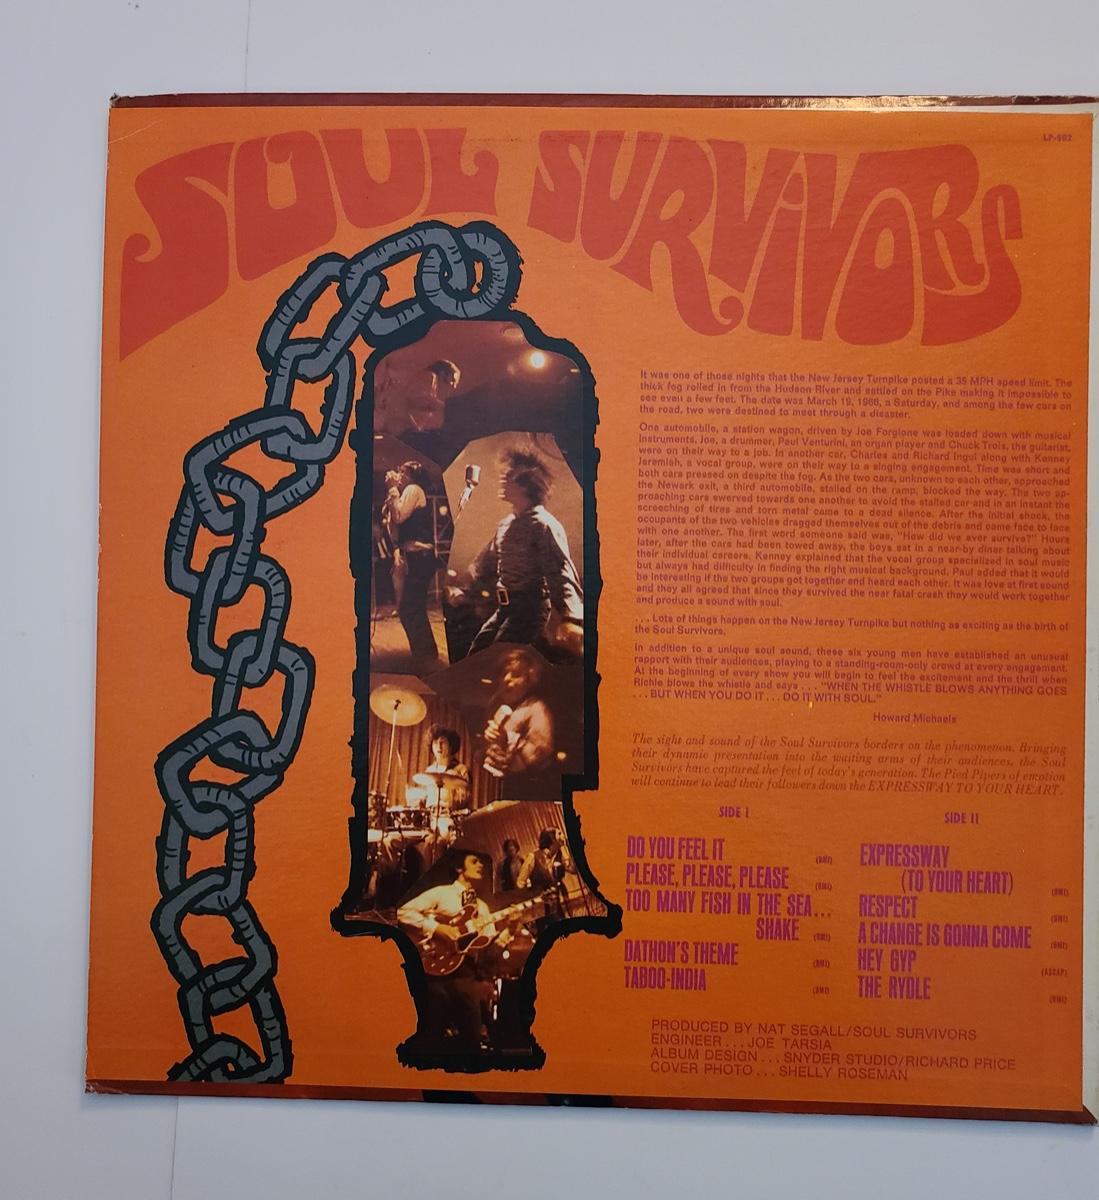 SOUL SURVIVORS
LP-502
It was one of those nights that the New Jersey Turnpike posted a 35 MPH speed limit. The
thick fog rolled in from the Hudson River and settled on the Pike making it impossible to
see even a few feet. The date was March 19, 1966, a Saturday, and among the few cars on
the road, two were destined to meet through a disaster.
One automobile, a station wagon, driven by Joe Forgione was loaded down with musical
instruments. Joe, a drummer, Paul Venturini, an organ player and Chuck Trois, the guitarist,
were on their way to a job. In another car, Charles and Richard Ingui along with Kenney
Jeremiah, a vocal group, were on their way to a singing engagement. Time was short and
both cars pressed on despite the fog. As the two cars, unknown to each other, approached
the Newark exit, a third automobile, stalled on the ramp, blocked the way. The two ap-
proaching cars swerved towards one another to avoid the stalled car and in an instant the
screeching of tires and torn metal came to a dead silence. After the initial shock, the
occupants of the two vehicles dragged themselves out of the debris and came face to face
with one another. The first word someone said was, "How did we ever survive?" Hours
later, after the cars had been towed away, the boys sat in a near-by diner talking about
their individual careers. Kenney explained that the vocal group specialized in soul music
but always had difficulty in finding the right musical background. Paul added that it would
be interesting if the two groups got together and heard each other. It was love at first sound
and they all agreed that since they survived the near fatal crash they would work together
and produce a sound with soul.
. . . Lots of things happen on the New Jersey Turnpike but nothing as exciting as the birth of
the Soul Survivors.
In addition to a unique soul sound, these six young men have established an unusual
rapport with their audiences, playing to a standing-room-only crowd at every engagement.
At the beginning of every show you will begin to feel the excitement and the thrill when
Richie blows the whistle and says . . . "WHEN THE WHISTLE BLOWS ANYTHING GOES
. . . BUT WHEN YOU DO IT . . . DO IT WITH SOUL."
Howard Michaels
The sight and sound of the Soul Survivors borders on the phenomenon. Bringing
their dynamic presentation into the waiting arms of their audiences, the Soul
Survivors have captured the feel of today's generation. The Pied Pipers of emotion
will continue to lead their followers down the EXPRESSWAY TO YOUR HEART.
SIDE I
DO YOU FEEL IT (BMI)
PLEASE, PLEASE, PLEASE (BMI)
TOO MANY FISH IN THE SEA...
SHAKE (BMI)
DATHON'S THEME (BMI)
TABOO-INDIA (BMI)
SIDE II
EXPRESSWAY
(TO YOUR HEART) (BMI)
RESPECT (BMI)
A CHANGE IS GONNA COME (BMI)
HEY GYP (ASCAP)
THE RYDLE (BMI)
PRODUCED BY NAT SEGALL/SOUL SURVIVORS
ENGINEER . . . JOE TARSIA
ALBUM DESIGN . . . SNYDER STUDIO/RICHARD PRICE
COVER PHOTO . . . SHELLY ROSEMAN